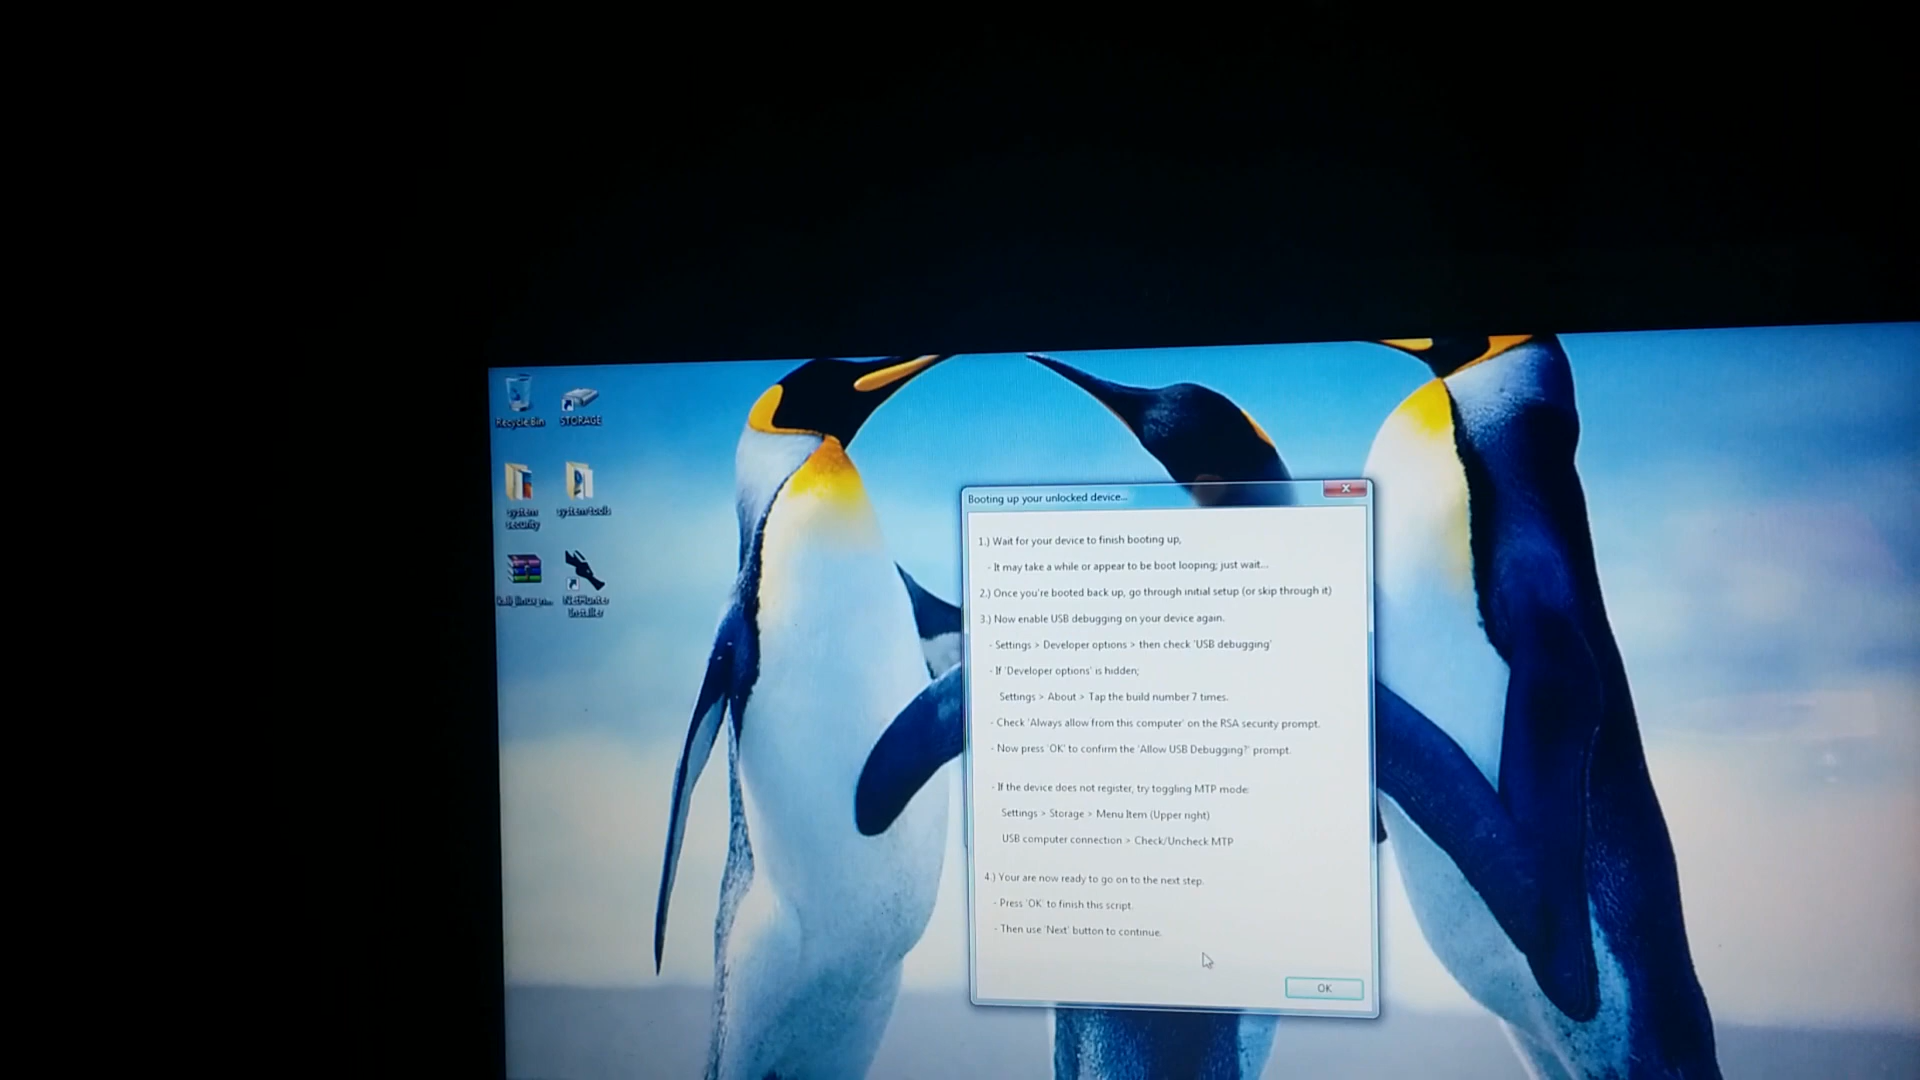 Recycle Bin
STORAGE
system security
system tools
NetHunter Installer
Booting up your unlocked device...
1.) Wait for your device to finish booting up,
- It may take a while or appear to be boot looping; just wait...
2.) Once you're booted back up, go through initial setup (or skip through it)
3.) Now enable USB debugging on your device again.
- Settings > Developer options > then check 'USB debugging'
- If 'Developer options' is hidden;
Settings > About > Tap the build number 7 times.
- Check 'Always allow from this computer' on the RSA security prompt.
- Now press 'OK' to confirm the 'Allow USB Debugging?' prompt.
- If the device does not register, try toggling MTP mode:
Settings > Storage > Menu Item (Upper right)
USB computer connection > Check/Uncheck MTP
4.) Your are now ready to go on to the next step.
- Press 'OK' to finish this script.
- Then use 'Next' button to continue.
OK